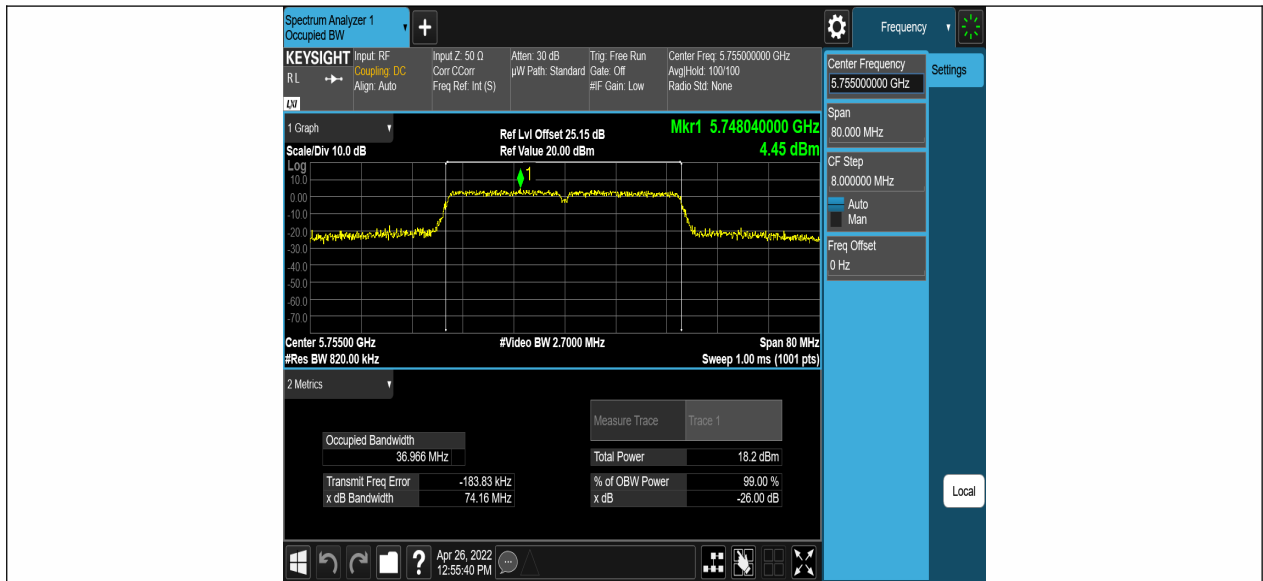 Spectrum Analyzer 1
Occupied BW
+
Frequency
KEYSIGHT
RL
LXI
Input: RF
Coupling: DC
Align: Auto
Input Z: 50 Ω
Corr CCorr
Freq Ref: Int (S)
Atten: 30 dB
µW Path: Standard
Trig: Free Run
Gate: Off
#IF Gain: Low
Center Freq: 5.755000000 GHz
Avg|Hold: 100/100
Radio Std: None
Center Frequency
5.755000000 GHz
Settings
Span
80.000 MHz
CF Step
8.000000 MHz
Auto
Man
Freq Offset
0 Hz
Local
1 Graph
Scale/Div 10.0 dB
Ref Lvl Offset 25.15 dB
Ref Value 20.00 dBm
Mkr1 5.748040000 GHz
4.45 dBm
Log
10.0
0.00
-10.0
-20.0
-30.0
-40.0
-50.0
-60.0
-70.0
1
Center 5.75500 GHz
#Res BW 820.00 kHz
#Video BW 2.7000 MHz
Span 80 MHz
Sweep 1.00 ms (1001 pts)
2 Metrics
Measure Trace Trace 1
Occupied Bandwidth
36.966 MHz
Total Power 18.2 dBm
Transmit Freq Error -183.83 kHz
x dB Bandwidth 74.16 MHz
% of OBW Power 99.00 %
x dB -26.00 dB
?
Apr 26, 2022
12:55:40 PM